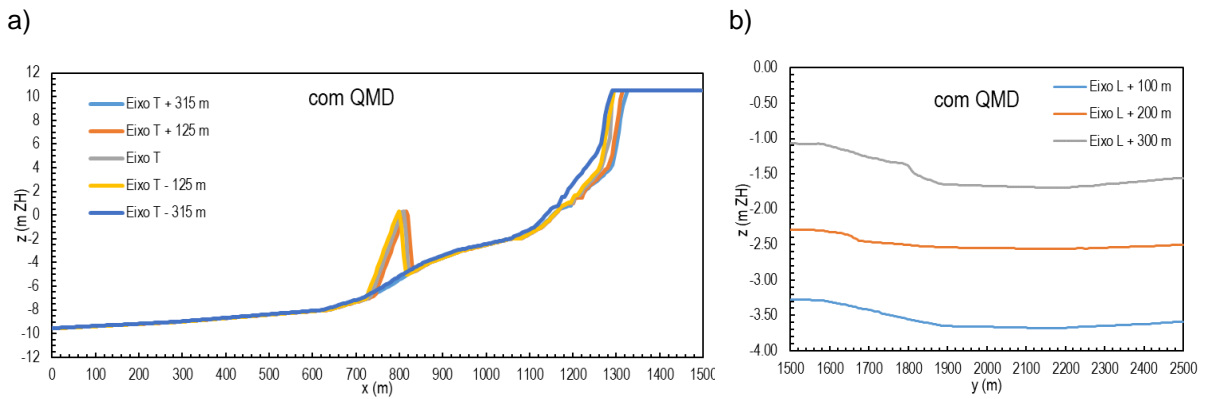 a)
com QMD
Eixo T + 315 m
Eixo T + 125 m
Eixo T
Eixo T - 125 m
Eixo T - 315 m
z (m ZH)
12
10
8
6
4
2
0
-2
-4
-6
-8
-10
-12
0 100 200 300 400 500 600 700 800 900 1000 1100 1200 1300 1400 1500
x (m)
b)
com QMD
Eixo L + 100 m
Eixo L + 200 m
Eixo L + 300 m
z (m ZH)
0.00
-0.50
-1.00
-1.50
-2.00
-2.50
-3.00
-3.50
-4.00
1500 1600 1700 1800 1900 2000 2100 2200 2300 2400 2500
y (m)